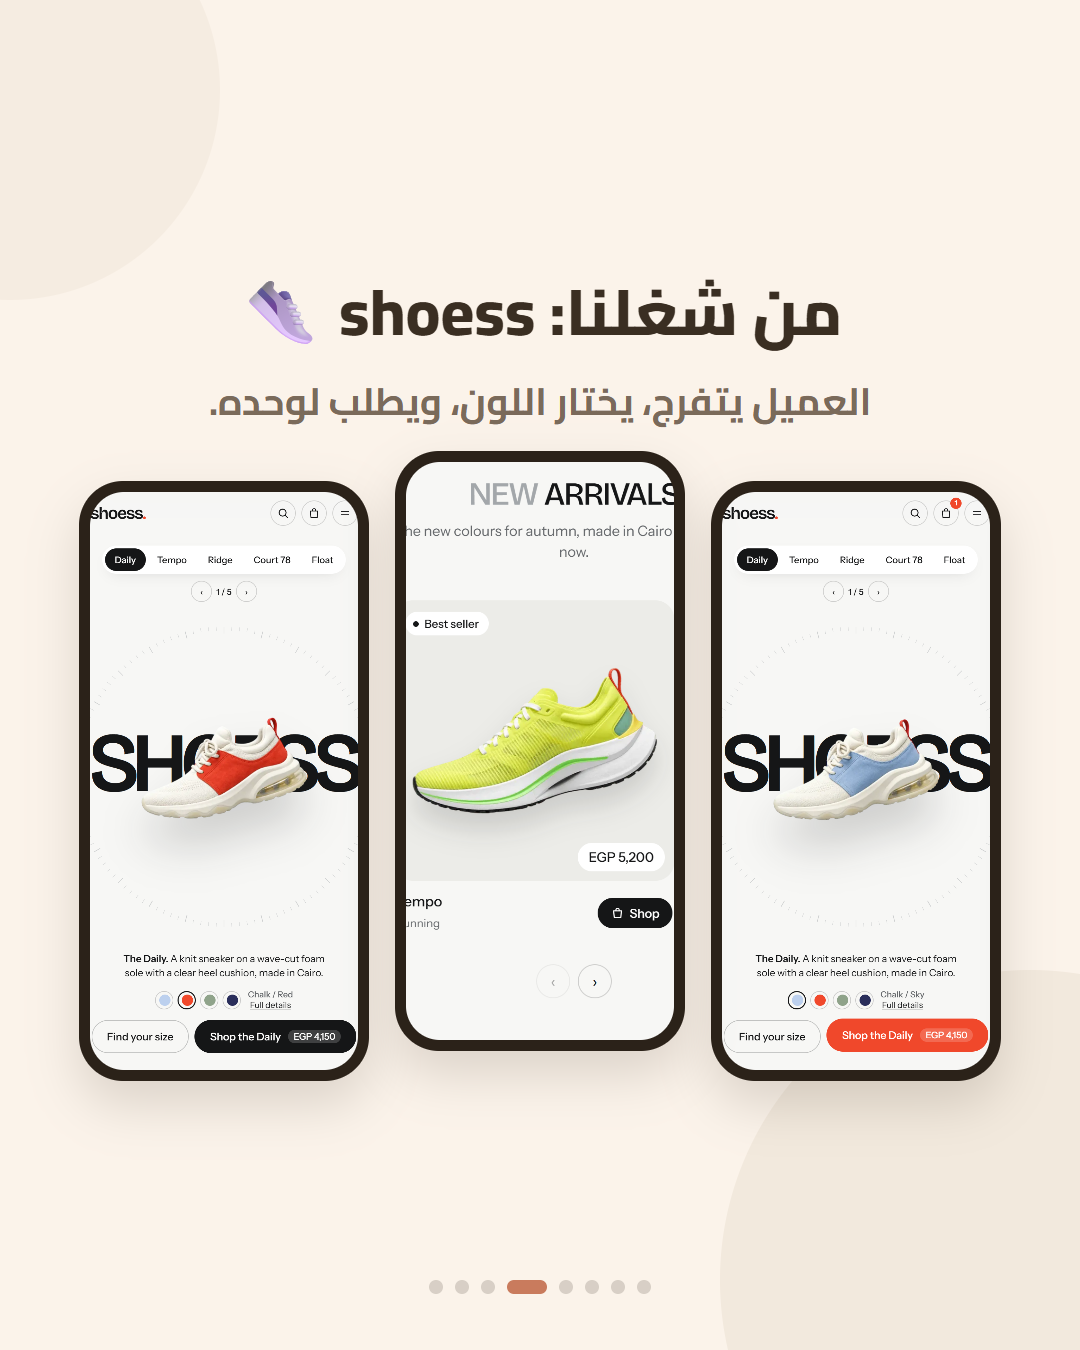 من شغلنا: shoess
العميل يتفرج، يختار اللون، ويطلب لوحده.
shoess.
Daily Tempo Ridge Court 78 Float
‹ 1 / 5 ›
SHOESS
The Daily. A knit sneaker on a wave-cut foam
sole with a clear heel cushion, made in Cairo.
Chalk / Red
Full details
Find your size
Shop the Daily EGP 4,150
NEW ARRIVALS
he new colours for autumn, made in Cairo
now.
Best seller
EGP 5,200
empo
unning
Shop
‹ ›
shoess.
1
Daily Tempo Ridge Court 78 Float
‹ 1 / 5 ›
SHOESS
The Daily. A knit sneaker on a wave-cut foam
sole with a clear heel cushion, made in Cairo.
Chalk / Sky
Full details
Find your size
Shop the Daily EGP 4,150